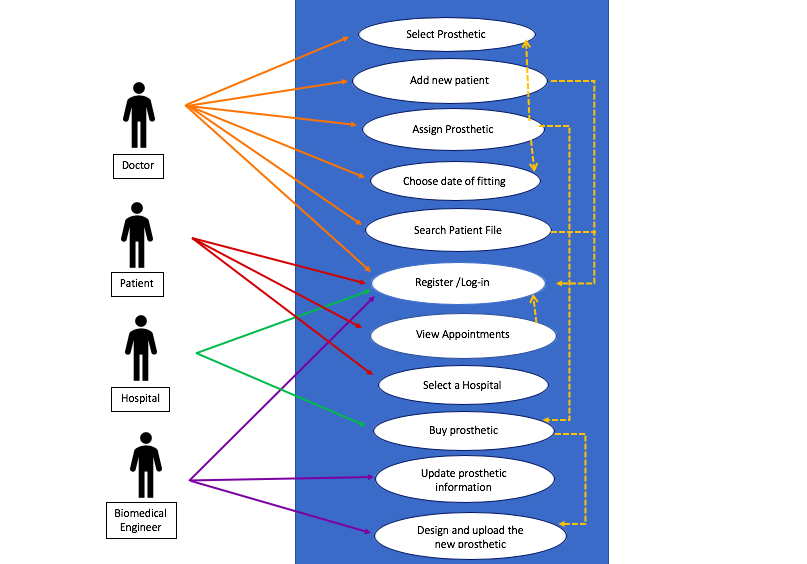 Select Prosthetic
Add new patient
Assign Prosthetic
Choose date of fitting
Search Patient File
Register /Log-in
View Appointments
Select a Hospital
Buy prosthetic
Update prosthetic
information
Design and upload the
new prosthetic
Doctor
Patient
Hospital
Biomedical
Engineer